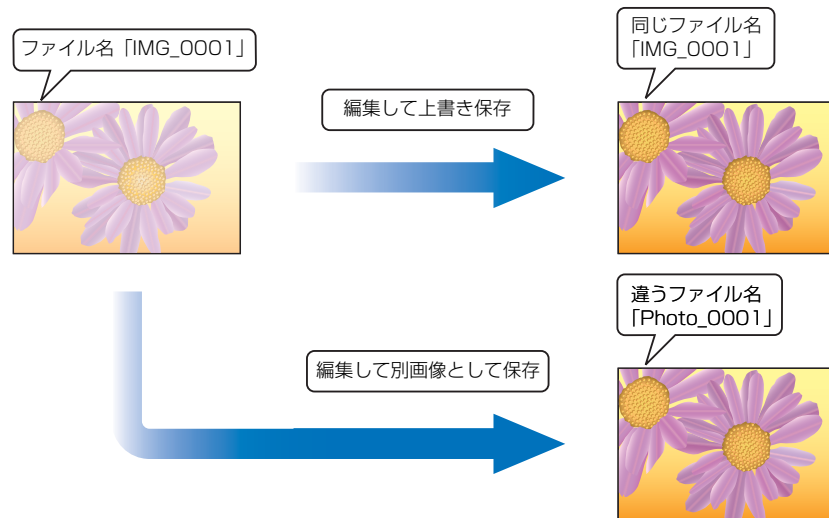 ファイル名「IMG_0001」
編集して上書き保存
同じファイル名
「IMG_0001」
違うファイル名
「Photo_0001」
編集して別画像として保存